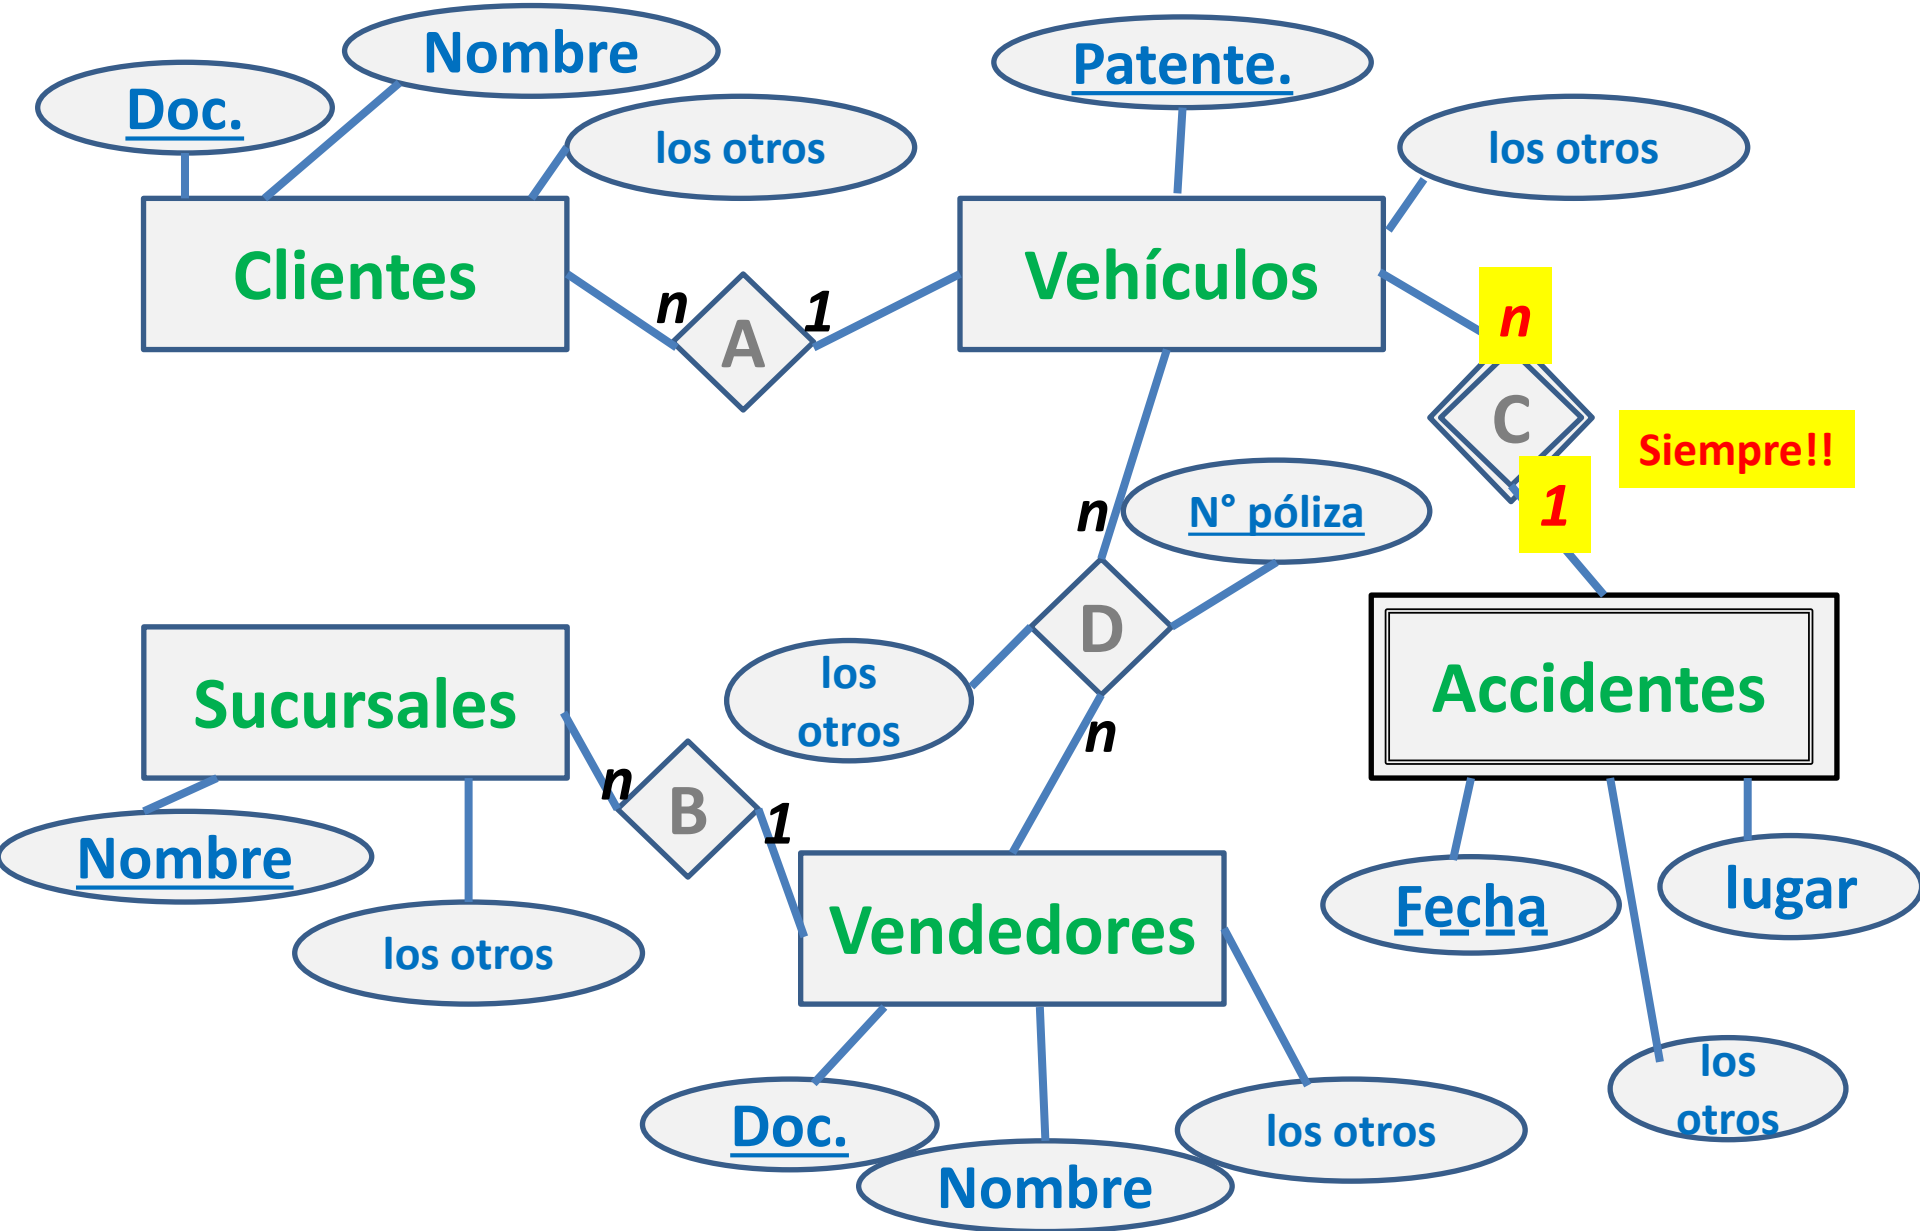 Nombre
Patente.
Doc.
los otros
los otros
Clientes
Vehículos
n
1
A
n
C
Siempre!!
1
n
N° póliza
D
los
otros
n
Sucursales
Accidentes
n
B
1
Nombre
los otros
Vendedores
Fecha
lugar
Doc.
Nombre
los otros
los
otros